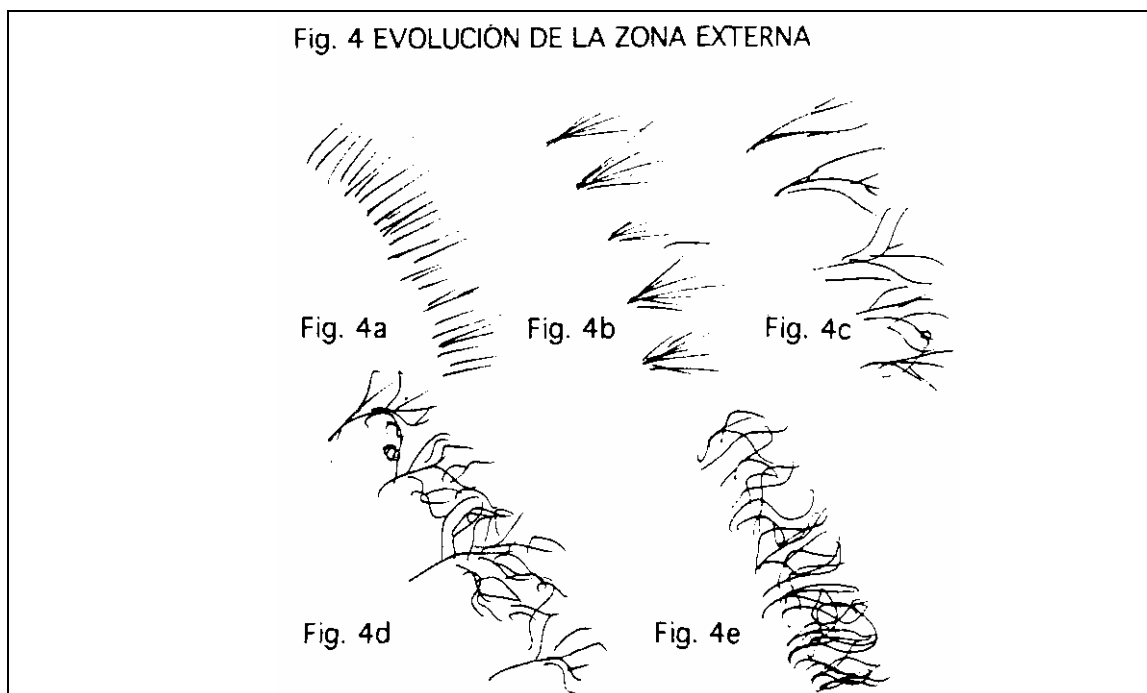 Fig. 4 EVOLUCIÓN DE LA ZONA EXTERNA
Fig. 4a
Fig. 4b
Fig. 4c
Fig. 4d
Fig. 4e